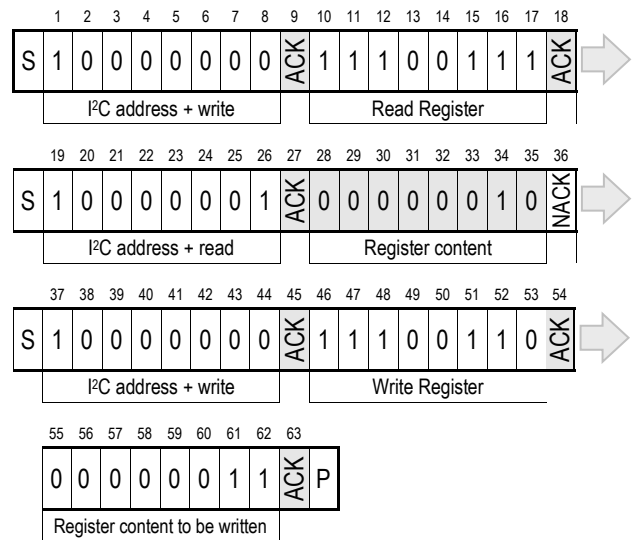 1 2 3 4 5 6 7 8 9 10 11 12 13 14 15 16 17 18
S 1 0 0 0 0 0 0 0 ACK 1 1 1 0 0 1 1 1 ACK
I²C address + write Read Register
19 20 21 22 23 24 25 26 27 28 29 30 31 32 33 34 35 36
S 1 0 0 0 0 0 0 1 ACK 0 0 0 0 0 0 1 0 NACK
I²C address + read Register content
37 38 39 40 41 42 43 44 45 46 47 48 49 50 51 52 53 54
S 1 0 0 0 0 0 0 0 ACK 1 1 1 0 0 1 1 0 ACK
I²C address + write Write Register
55 56 57 58 59 60 61 62 63
0 0 0 0 0 0 1 1 ACK P
Register content to be written